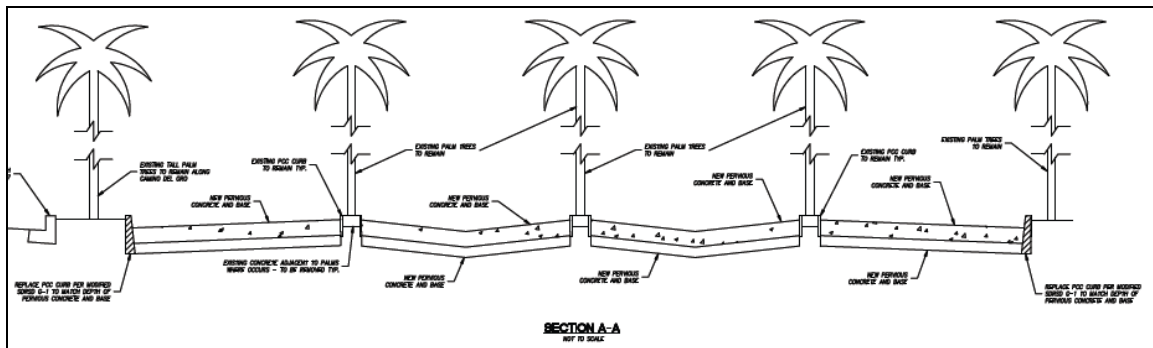 EXISTING TALL PALM
TREES TO REMAIN ALONG
CAMINO DEL ORO
EXISTING PCC CURB
TO REMAIN TYP.
EXISTING PALM TREES
TO REMAIN
EXISTING PALM TREES
TO REMAIN
EXISTING PCC CURB
TO REMAIN TYP.
EXISTING PALM TREES
TO REMAIN
NEW PERVIOUS
CONCRETE AND BASE
NEW PERVIOUS
CONCRETE AND BASE
NEW PERVIOUS
CONCRETE AND BASE
NEW PERVIOUS
CONCRETE AND BASE
EXISTING CONCRETE ADJACENT TO PALMS
WHERE OCCURS - TO BE REMOVED TYP.
NEW PERVIOUS
CONCRETE AND BASE
NEW PERVIOUS
CONCRETE AND BASE
NEW PERVIOUS
CONCRETE AND BASE
REPLACE PCC CURB PER MODIFIED
SDRSD G-1 TO MATCH DEPTH OF
PERVIOUS CONCRETE AND BASE
REPLACE PCC CURB PER MODIFIED
SDRSD G-1 TO MATCH DEPTH OF
PERVIOUS CONCRETE AND BASE
SECTION A-A
NOT TO SCALE